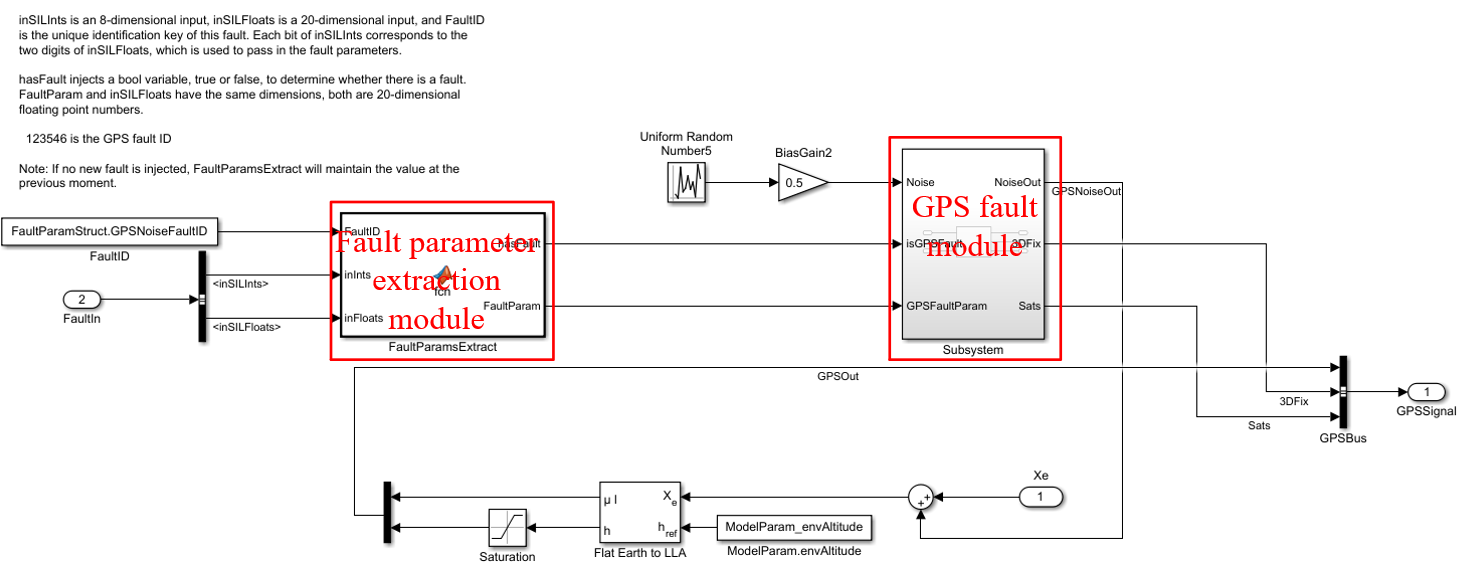 inSILInts is an 8-dimensional input, inSILFloats is a 20-dimensional input, and FaultID
is the unique identification key of this fault. Each bit of inSILInts corresponds to the
two digits of inSILFloats, which is used to pass in the fault parameters.
hasFault injects a bool variable, true or false, to determine whether there is a fault.
FaultParam and inSILFloats have the same dimensions, both are 20-dimensional
floating point numbers.
123546 is the GPS fault ID
Note: If no new fault is injected, FaultParamsExtract will maintain the value at the
previous moment.
Uniform Random
Number5
BiasGain2
0.5
Noise
NoiseOut
GPSNoiseOut
GPS fault
module
isGPSFault
3DFix
GPSFaultParam
Sats
Subsystem
FaultParamStruct.GPSNoiseFaultID
FaultID
FaultID
hasFault
Fault parameter
extraction
module
inInts
fcn
FaultParam
inFloats
FaultParamsExtract
<inSILInts>
<inSILFloats>
2
FaultIn
GPSOut
3DFix
Sats
GPSBus
1
GPSSignal
Xe
1
+
+
μ l
Xe
h
href
Flat Earth to LLA
Saturation
ModelParam_envAltitude
ModelParam.envAltitude